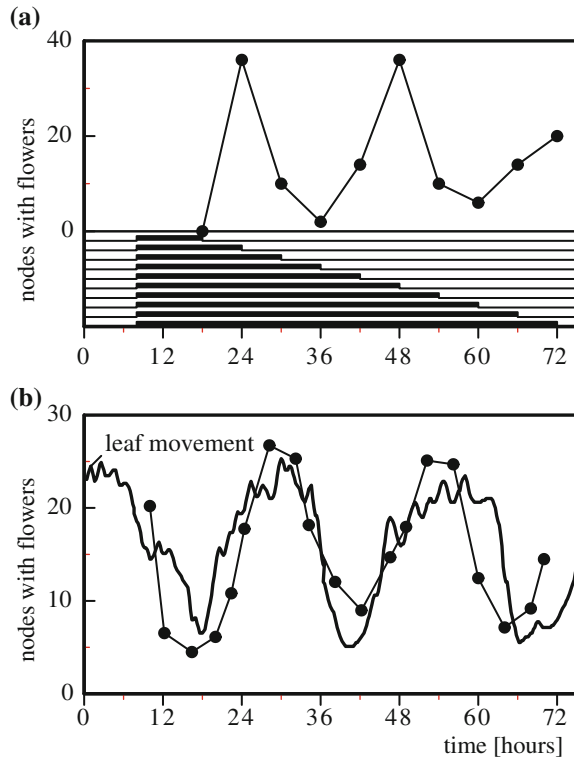 (a)
40
20
0
nodes with flowers
0 12 24 36 48 60 72
(b)
30
20
10
0
nodes with flowers
leaf movement
0 12 24 36 48 60 72
time [hours]